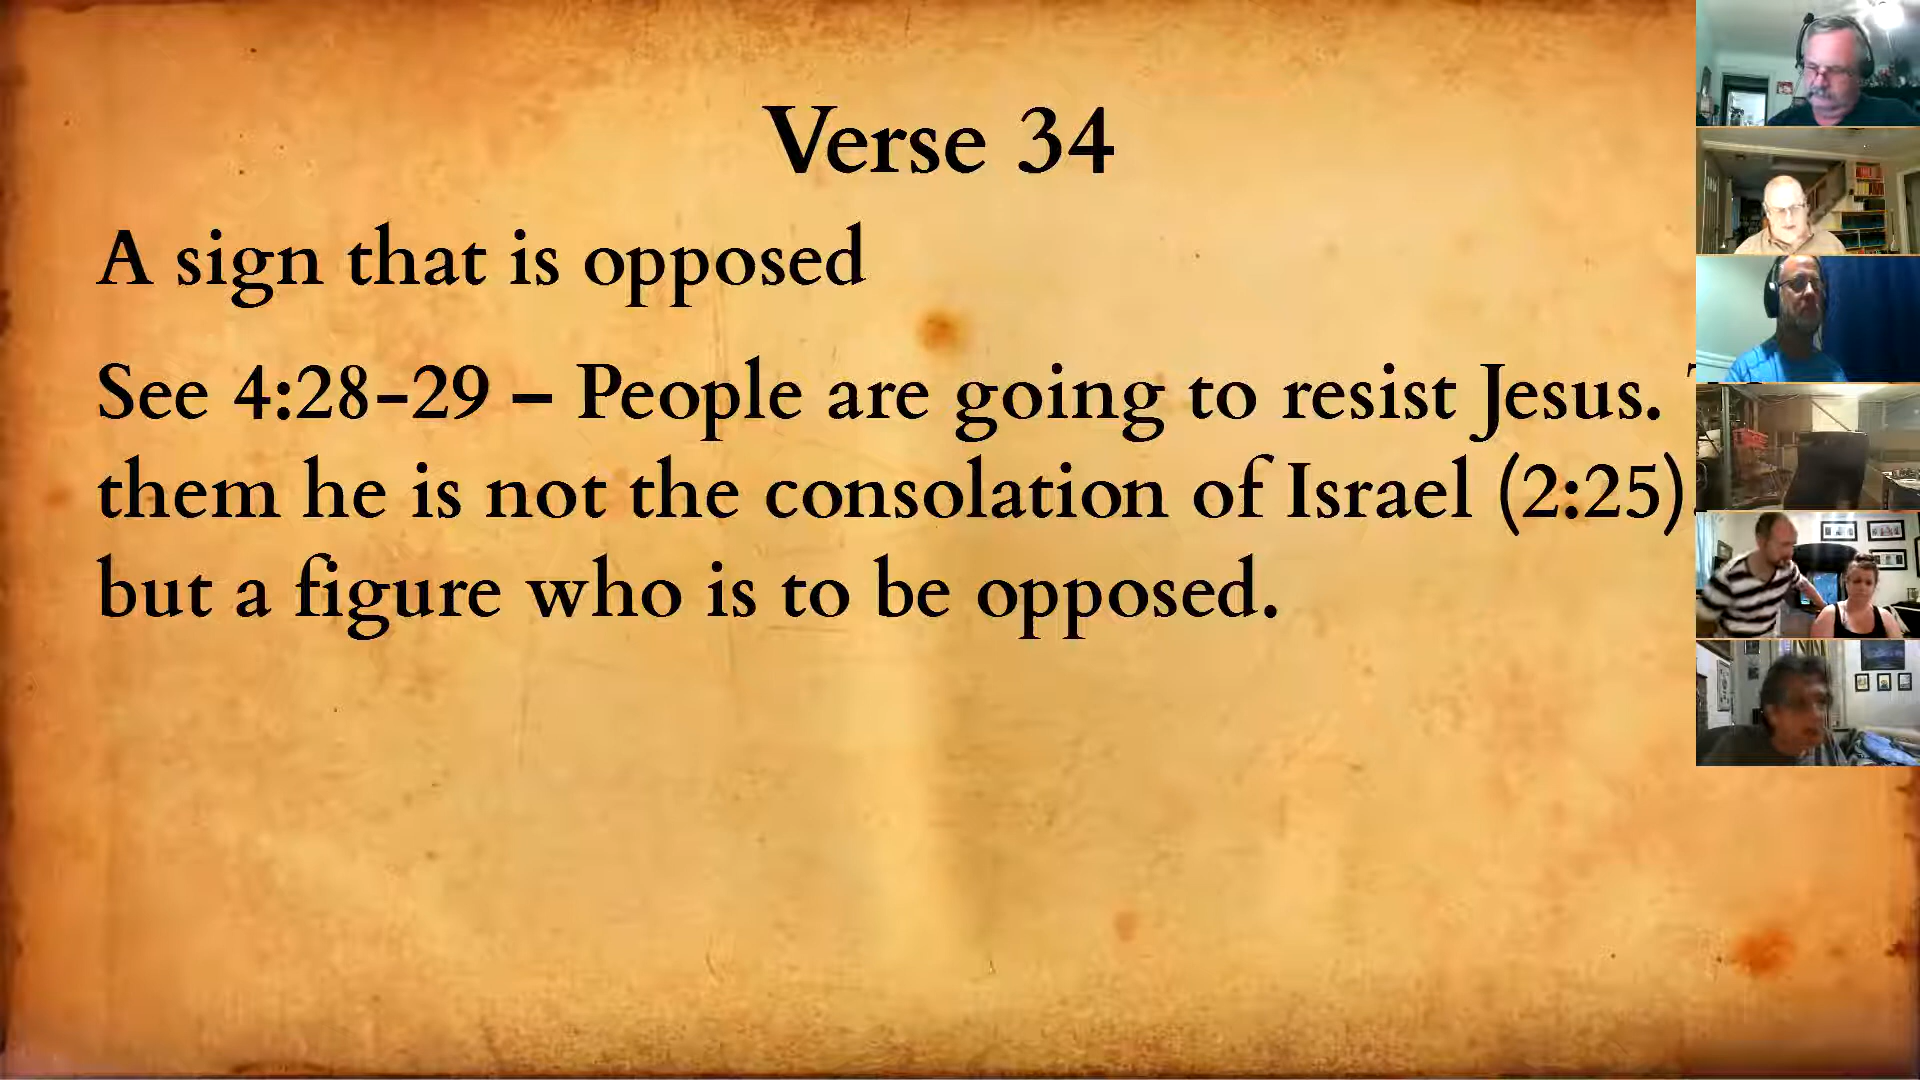 Verse 34
A sign that is opposed
See 4:28-29 – People are going to resist Jesus.
them he is not the consolation of Israel (2:25)
but a figure who is to be opposed.